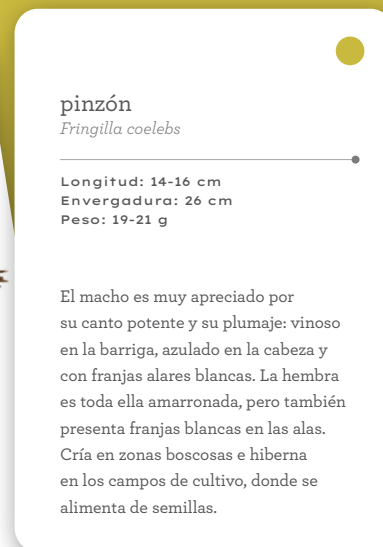 pinzón
Fringilla coelebs
Longitud: 14-16 cm
Envergadura: 26 cm
Peso: 19-21 g
El macho es muy apreciado por
su canto potente y su plumaje: vinoso
en la barriga, azulado en la cabeza y
con franjas alares blancas. La hembra
es toda ella amarronada, pero también
presenta franjas blancas en las alas.
Cría en zonas boscosas e hiberna
en los campos de cultivo, donde se
alimenta de semillas.